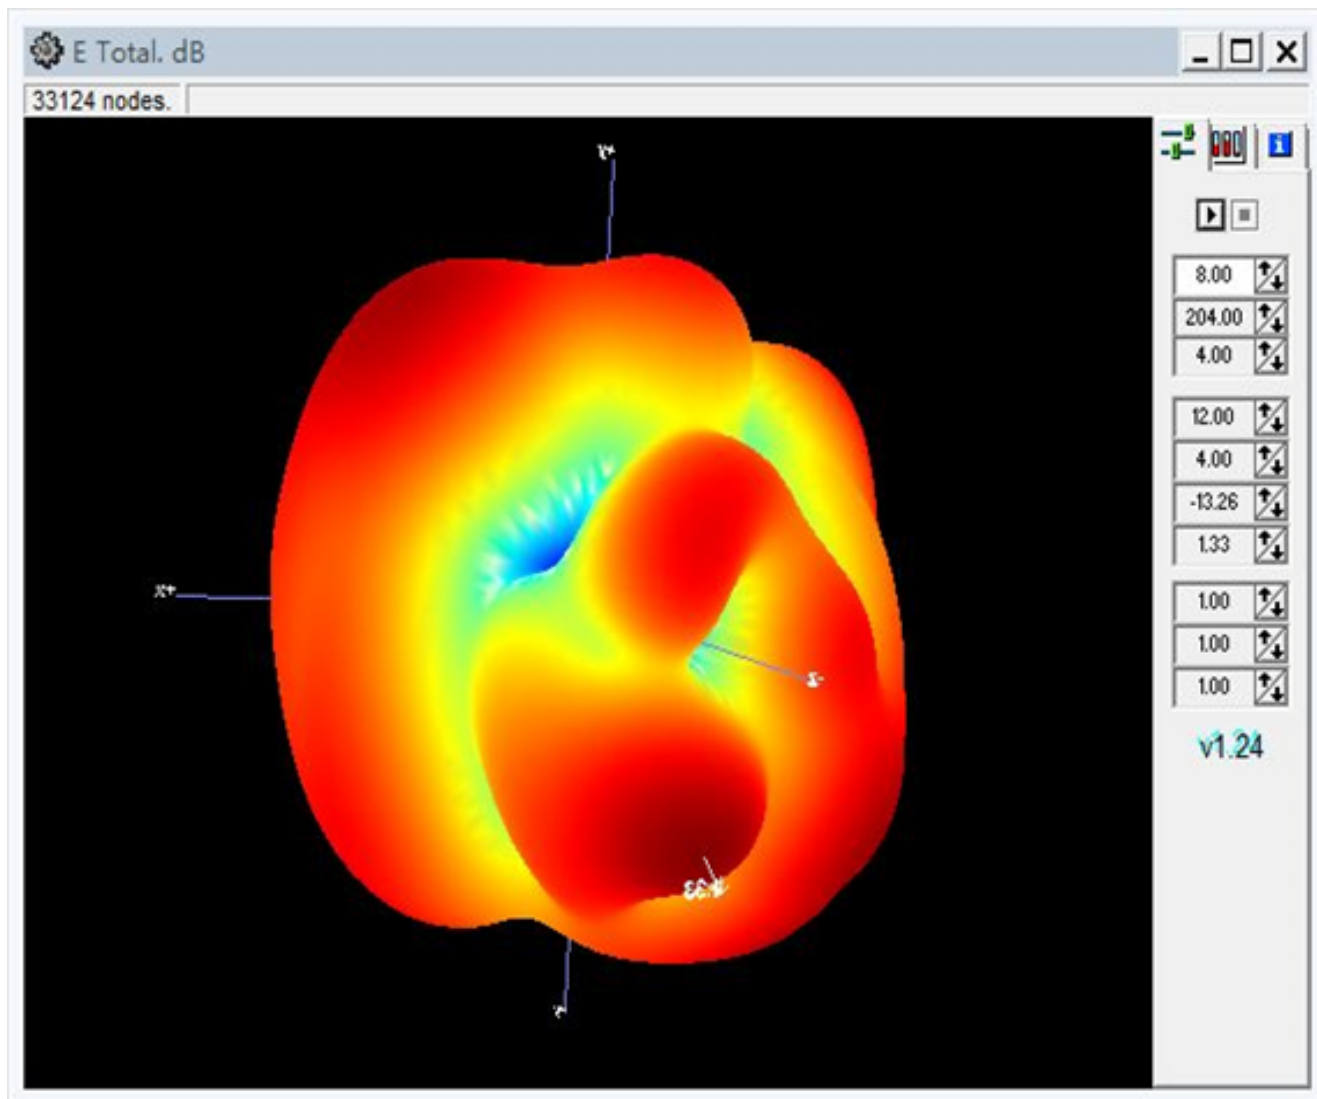 E Total. dB
33124 nodes.
Y+
X+
Z-
Y-
8.00
204.00
4.00
12.00
4.00
-13.26
1.33
1.00
1.00
1.00
v1.24